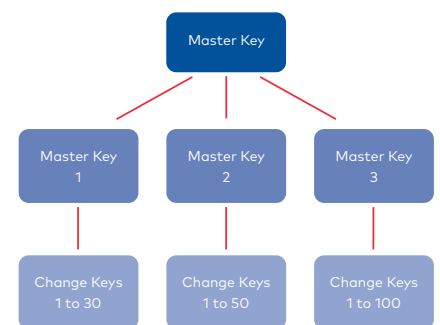 Master Key
Master Key
1
Master Key
2
Master Key
3
Change Keys
1 to 30
Change Keys
1 to 50
Change Keys
1 to 100